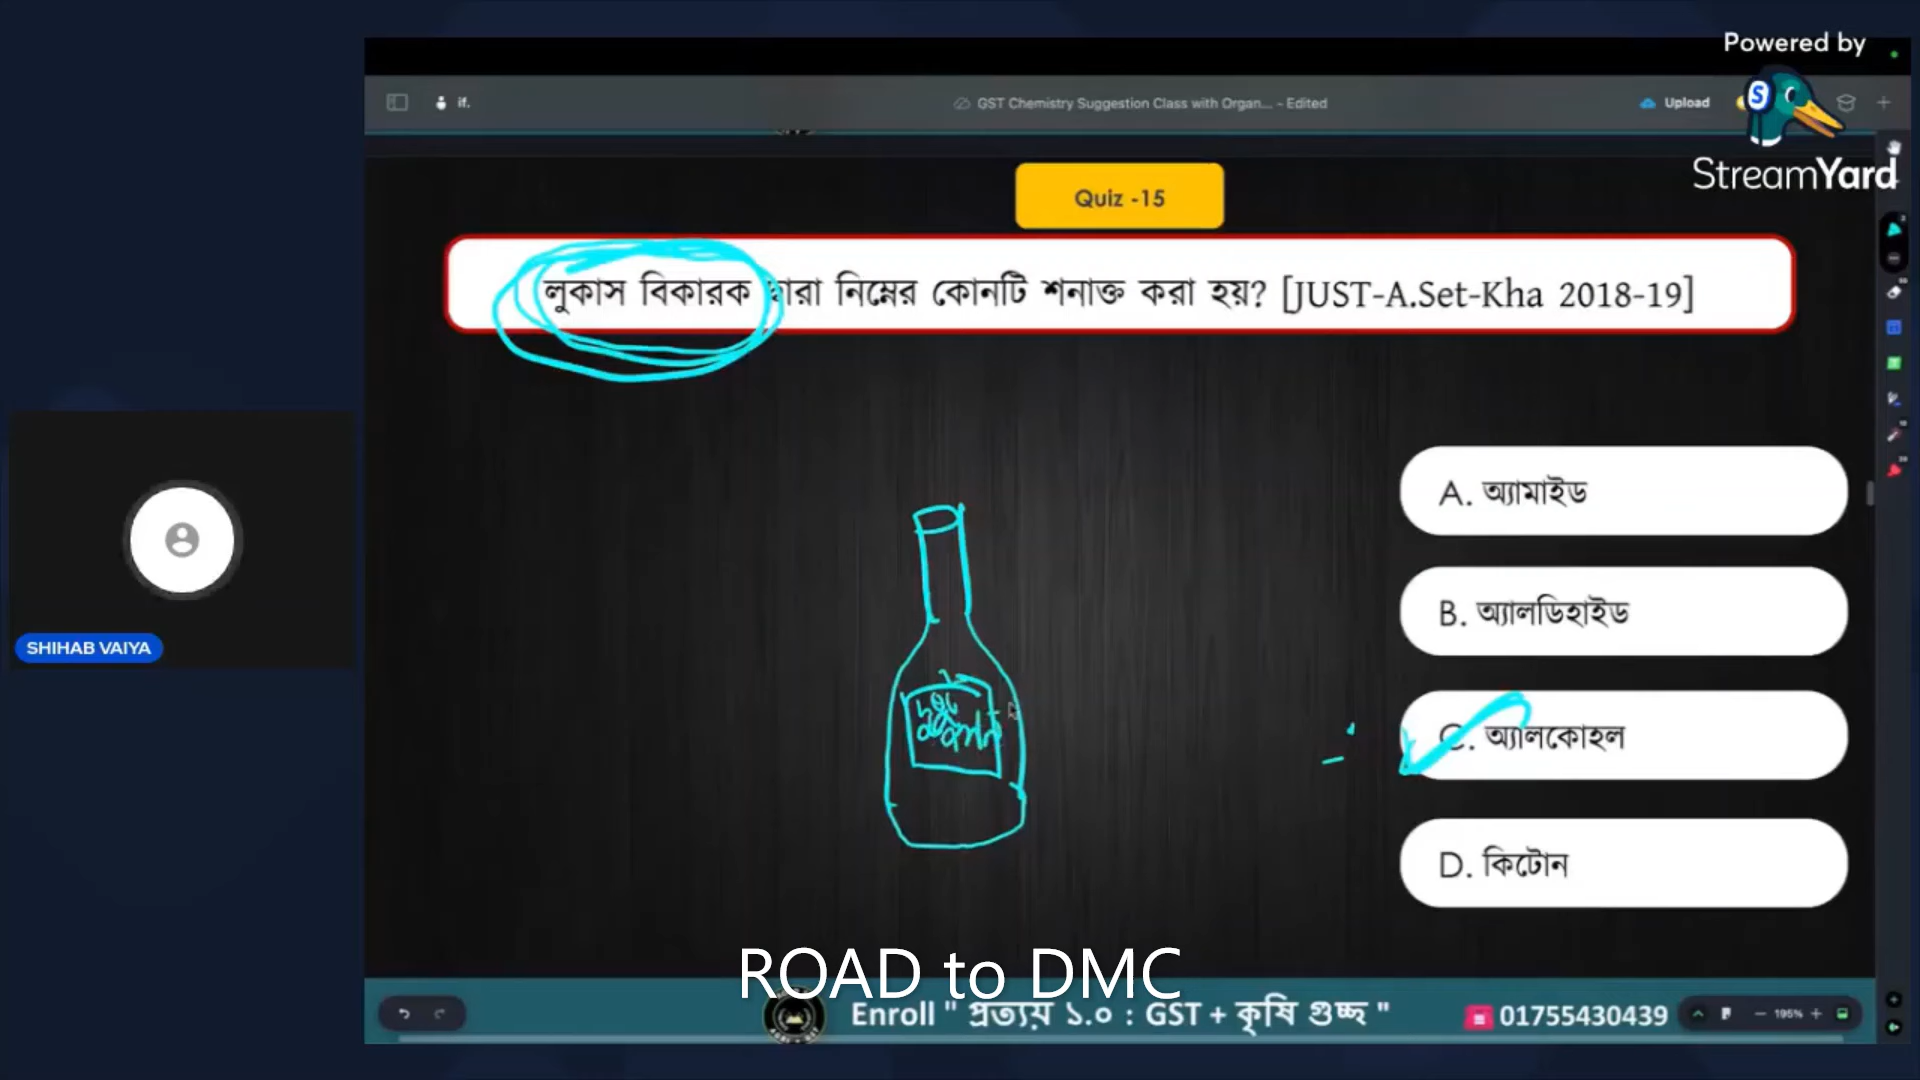 Powered by
StreamYard
if.
GST Chemistry Suggestion Class with Organ... - Edited
Upload
Quiz -15
লুকাস বিকারক দ্বারা নিম্নের কোনটি শনাক্ত করা হয়? [JUST-A.Set-Kha 2018-19]
A. অ্যামাইড
B. অ্যালডিহাইড
C. অ্যালকোহল
D. কিটোন
SHIHAB VAIYA
ROAD to DMC
Enroll " প্রত্যয় ১.০ : GST + কৃষি গুচ্ছ "
01755430439
195%